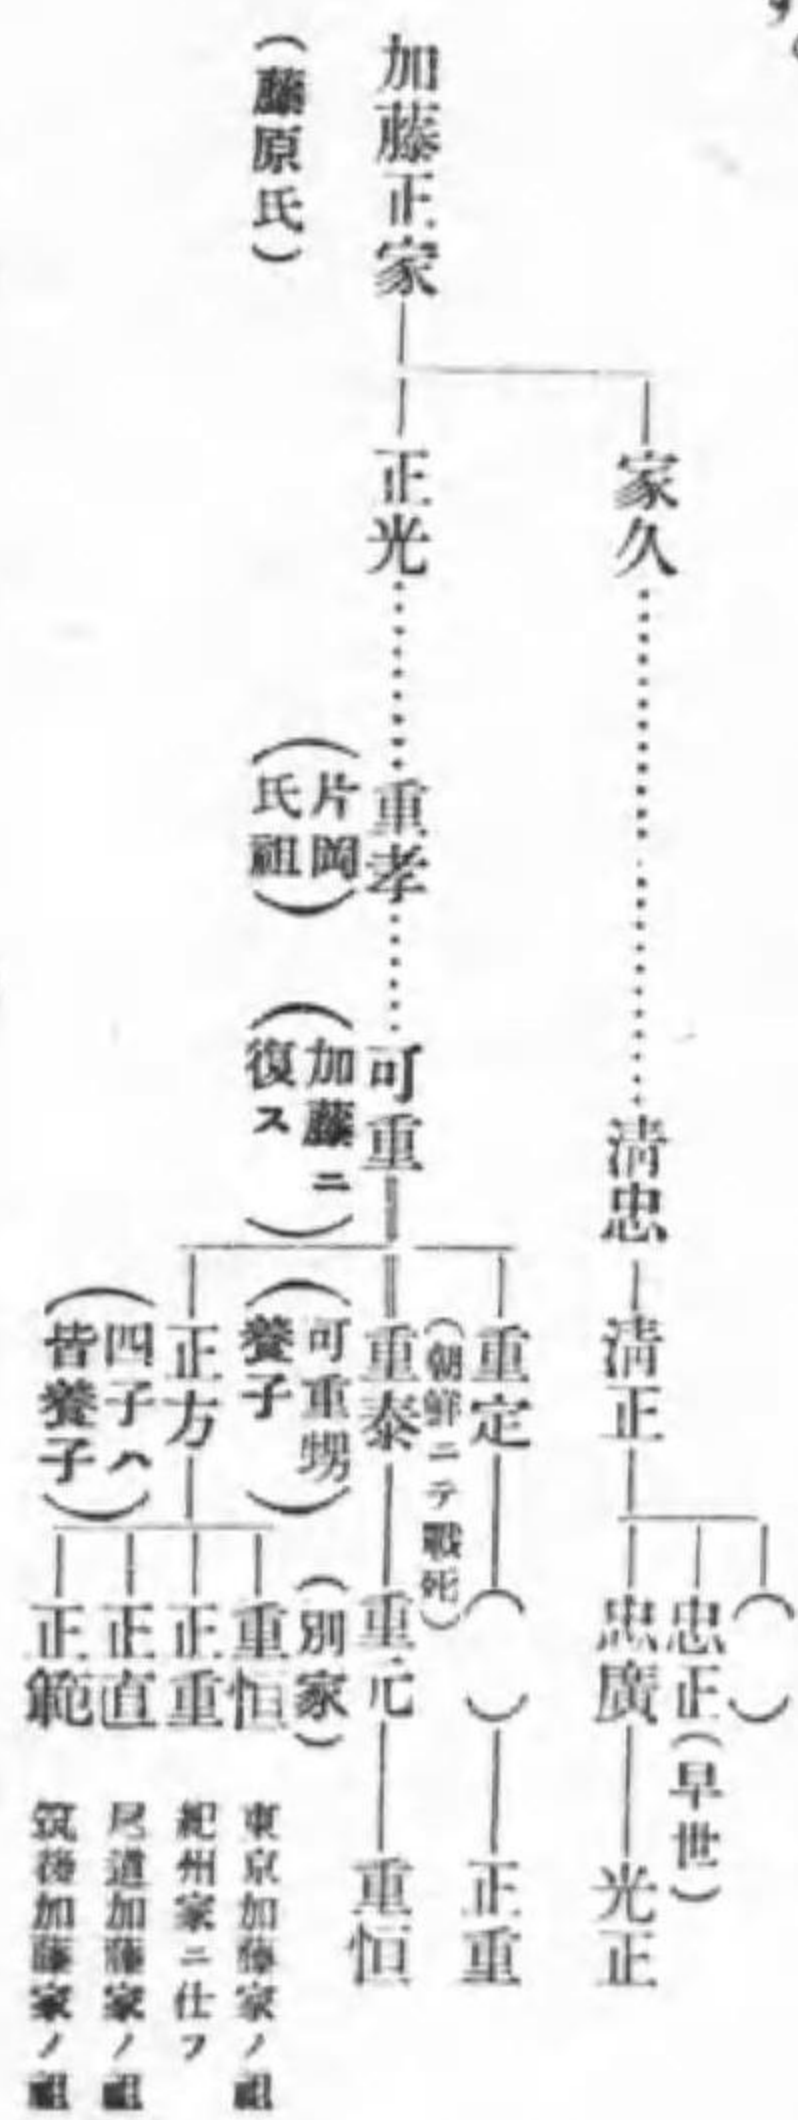 加藤正家
（藤原氏）
家久
清忠
清正
（　）
忠正（早世）
忠廣
光正
正光
重孝
（片岡
氏祖）
可重
（加藤ニ
復ス）
重定
（朝鮮ニテ戰死）
（　）
正重
重泰
（可重甥
養子）
重元
（別家）
重恒
正方
（四子ハ
皆養子）
重恒
東京加藤家ノ祖
正重
紀州家ニ仕フ
正直
尾道加藤家ノ祖
正範
筑後加藤家ノ祖